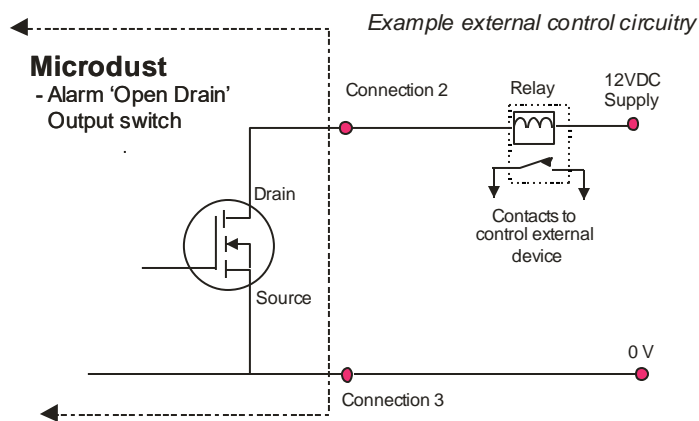 Example external control circuitry
Microdust
- Alarm ‘Open Drain’
Output switch
Connection 2
Relay
12VDC
Supply
Drain
Contacts to
control external
device
Source
0 V
Connection 3